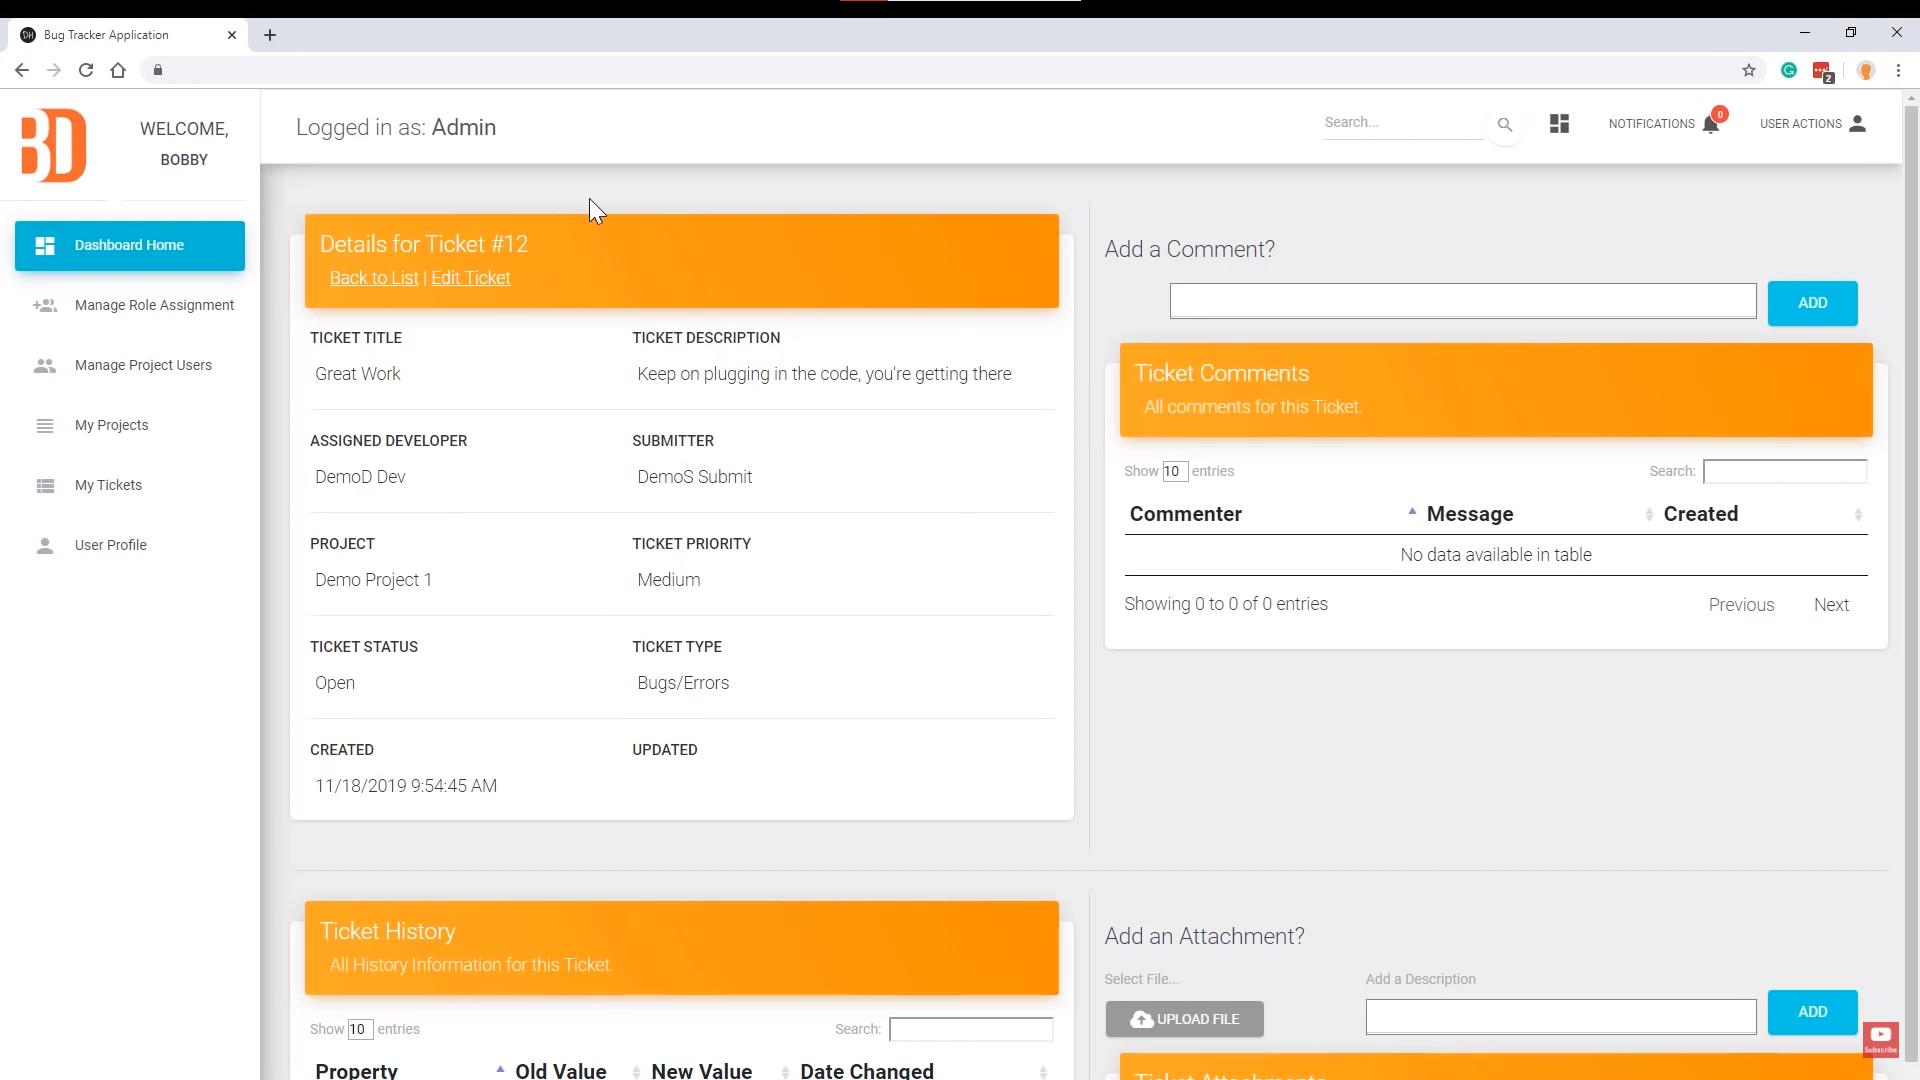 Bug Tracker Application
2
BD
WELCOME,
BOBBY
Dashboard Home
Manage Role Assignment
Manage Project Users
My Projects
My Tickets
User Profile
Logged in as: Admin
Search...
NOTIFICATIONS 0
USER ACTIONS
Details for Ticket #12
Back to List | Edit Ticket
TICKET TITLE TICKET DESCRIPTION
Great Work Keep on plugging in the code, you're getting there
ASSIGNED DEVELOPER SUBMITTER
DemoD Dev DemoS Submit
PROJECT TICKET PRIORITY
Demo Project 1 Medium
TICKET STATUS TICKET TYPE
Open Bugs/Errors
CREATED UPDATED
11/18/2019 9:54:45 AM
Add a Comment?
ADD
Ticket Comments
All comments for this Ticket.
Show 10 entries Search:
Commenter Message Created
No data available in table
Showing 0 to 0 of 0 entries Previous Next
Ticket History
All History Information for this Ticket.
Show 10 entries Search:
Property Old Value New Value Date Changed
Add an Attachment?
Select File... Add a Description
UPLOAD FILE ADD
Ticket Attachments
Subscribe